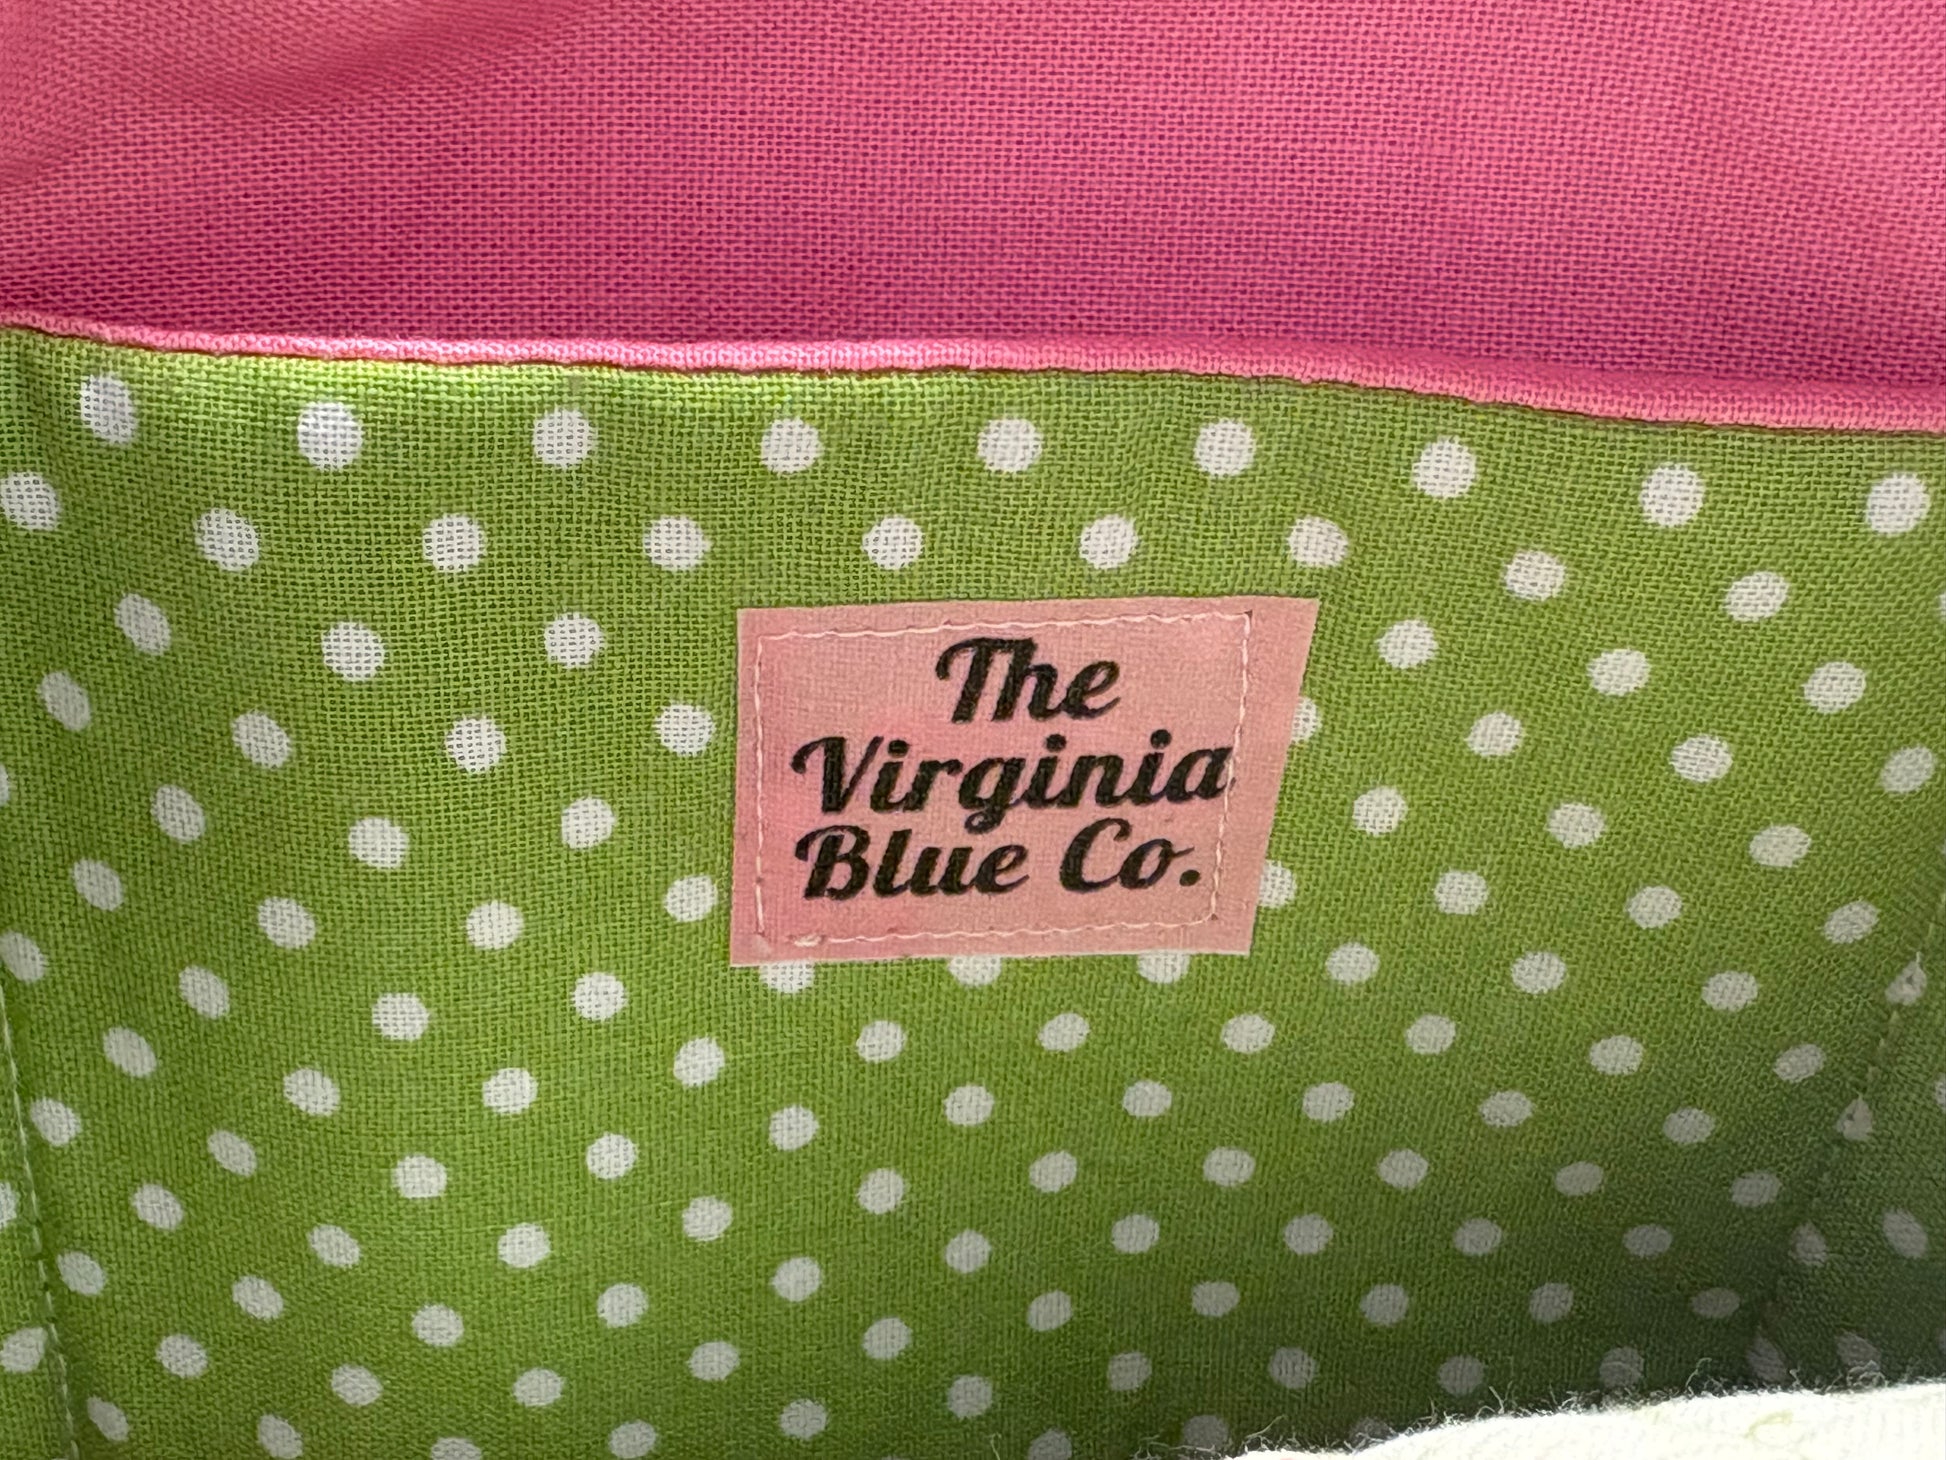 The
Virginia
Blue Co.